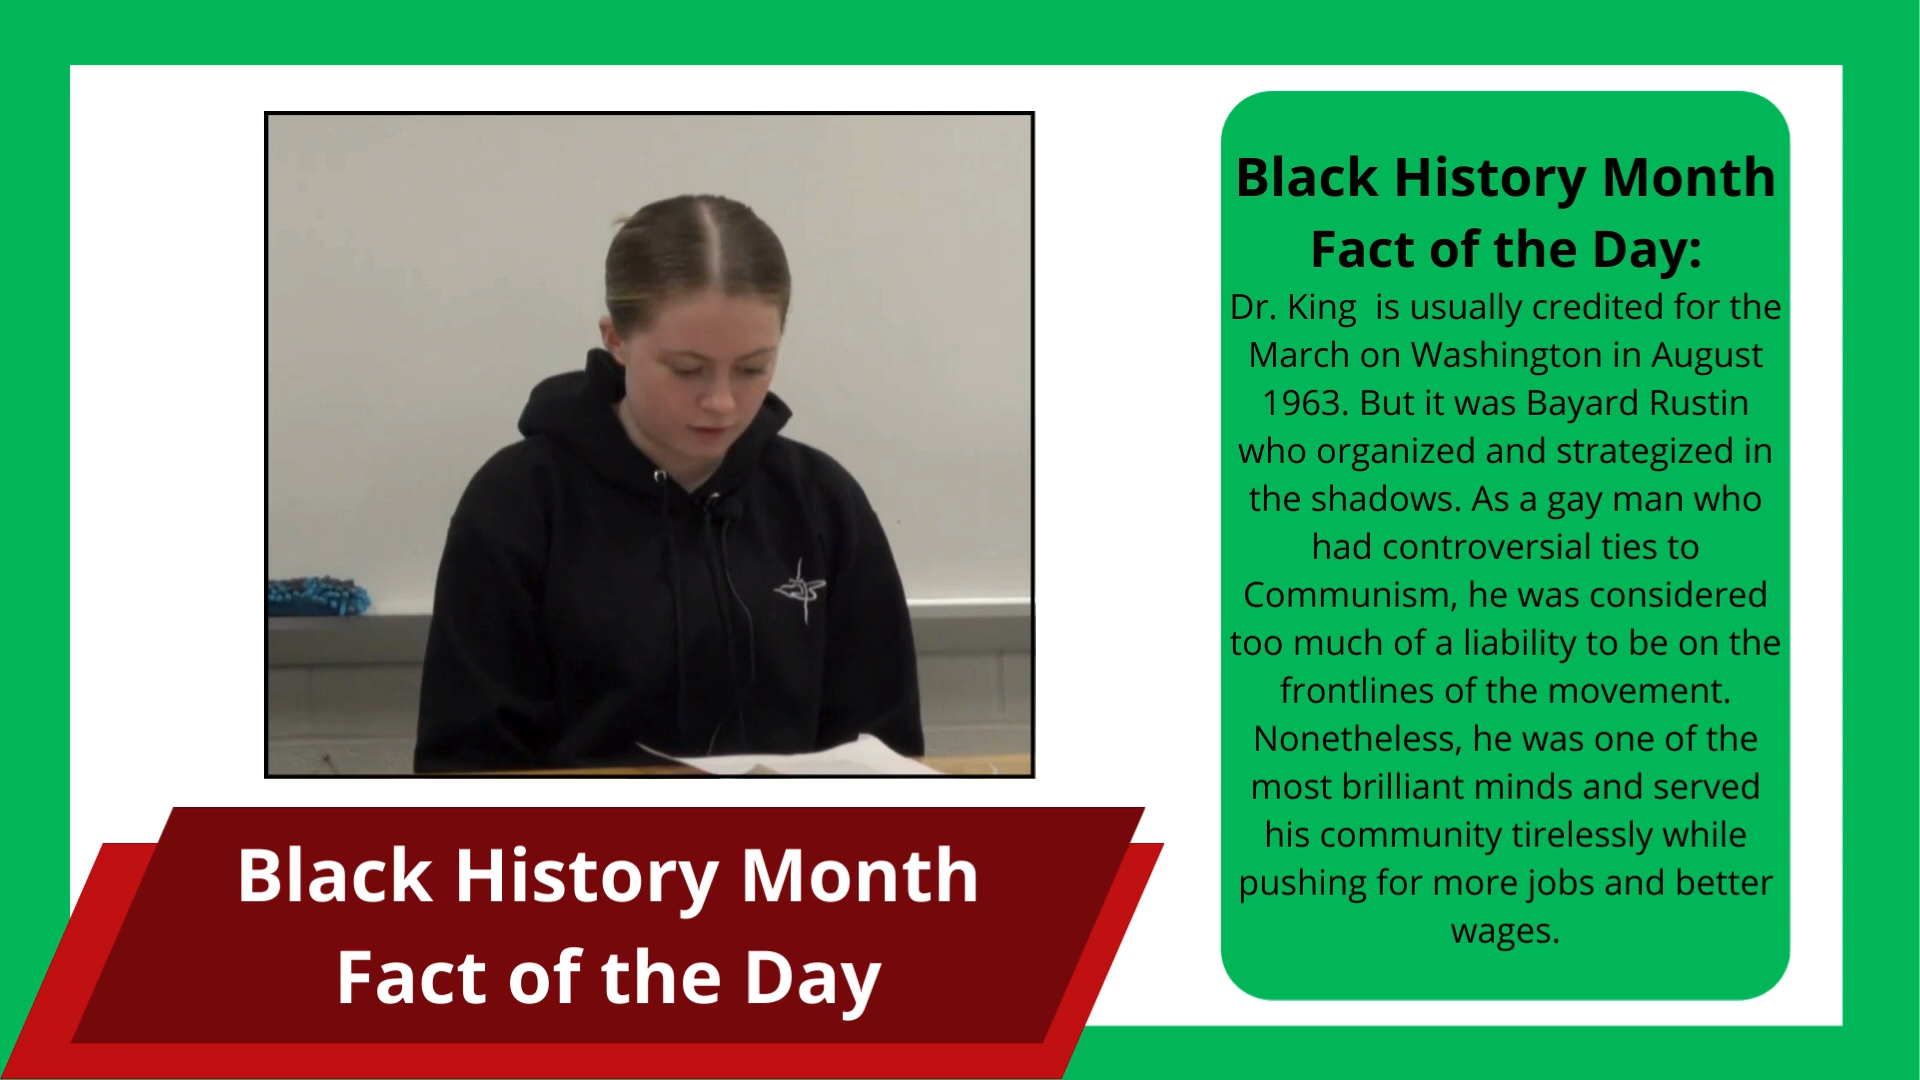 Black History Month
Fact of the Day:
Dr. King  is usually credited for the
March on Washington in August
1963. But it was Bayard Rustin
who organized and strategized in
the shadows. As a gay man who
had controversial ties to
Communism, he was considered
too much of a liability to be on the
frontlines of the movement.
Nonetheless, he was one of the
most brilliant minds and served
his community tirelessly while
pushing for more jobs and better
wages.
Black History Month
Fact of the Day